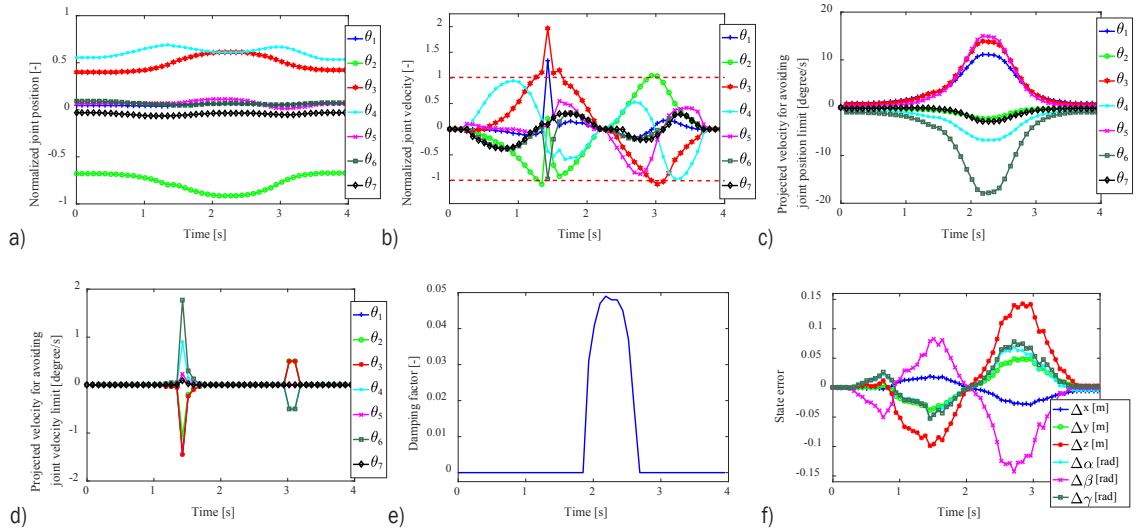 1
0.5
0
0.5
-1
0
1
2
3
4
Normalized joint positioin [-]
Time [s]
θ1
θ2
θ3
θ4
θ5
θ6
θ7
a)
2
1.5
1
0.5
0
-0.5
-1
0
1
2
3
4
Normalized joint velocity [-]
Time [s]
θ1
θ2
θ3
θ4
θ5
θ6
θ7
b)
20
10
0
-10
-20
0
1
2
3
4
Projected velocity for avoiding
joint position limit [degree/s]
Time [s]
θ1
θ2
θ3
θ4
θ5
θ6
θ7
c)
2
1
0
-1
-2
0
1
2
3
4
Projected velocity for avoiding
joint velocity limit [degree/s]
Time [s]
θ1
θ2
θ3
θ4
θ5
θ6
θ7
d)
0.05
0.04
0.03
0.02
0.01
0
0
1
2
3
4
Damping factor [-]
Time [s]
e)
0.15
0.1
0.05
0
-0.05
-0.1
-0.15
0
1
2
3
4
State error
Time [s]
Δx [m]
Δy [m]
Δz [m]
Δα [rad]
Δβ [rad]
Δγ [rad]
f)